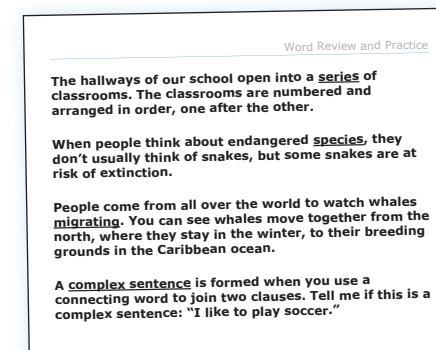 Word Review and Practice
The hallways of our school open into a series of
classrooms. The classrooms are numbered and
arranged in order, one after the other.
When people think about endangered species, they
don’t usually think of snakes, but some snakes are at
risk of extinction.
People come from all over the world to watch whales
migrating. You can see whales move together from the
north, where they stay in the winter, to their breeding
grounds in the Caribbean ocean.
A complex sentence is formed when you use a
connecting word to join two clauses. Tell me if this is a
complex sentence: “I like to play soccer.”